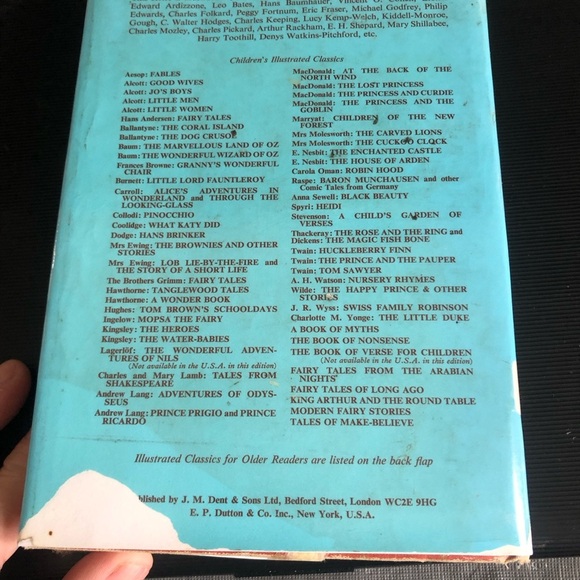 Edward Ardizzone, Leo Bates, Hans Baumhauer,
Edwards, Charles Folkard, Peggy Fortnum, Eric Fraser, Michael Godfrey, Philip
Gough, C. Walter Hodges, Charles Keeping, Lucy Kemp-Welch, Kiddell-Monroe,
Charles Mozley, Charles Pickard, Arthur Rackham, E. H. Shepard, Mary Shillabeer,
Harry Toothill, Denys Watkins-Pitchford, etc.
Children's Illustrated Classics
Aesop: FABLES
Alcott: GOOD WIVES
Alcott: JO'S BOYS
Alcott: LITTLE MEN
Alcott: LITTLE WOMEN
Hans Andersen: FAIRY TALES
Ballantyne: THE CORAL ISLAND
Ballantyne: THE DOG CRUSOE
Baum: THE MARVELLOUS LAND OF OZ
Baum: THE WONDERFUL WIZARD OF OZ
Frances Browne: GRANNY'S WONDERFUL
CHAIR
Burnett: LITTLE LORD FAUNTLEROY
Carroll: ALICE'S ADVENTURES IN
WONDERLAND and THROUGH THE
LOOKING-GLASS
Collodi: PINOCCHIO
Coolidge: WHAT KATY DID
Dodge: HANS BRINKER
Mrs Ewing: THE BROWNIES AND OTHER
STORIES
Mrs Ewing: LOB LIE-BY-THE-FIRE and
THE STORY OF A SHORT LIFE
The Brothers Grimm: FAIRY TALES
Hawthorne: TANGLEWOOD TALES
Hawthorne: A WONDER BOOK
Hughes: TOM BROWN'S SCHOOLDAYS
Ingelow: MOPSA THE FAIRY
Kingsley: THE HEROES
Kingsley: THE WATER-BABIES
Lagerlöf: THE WONDERFUL ADVEN-
TURES OF NILS
(Not available in the U.S.A. in this edition)
Charles and Mary Lamb: TALES FROM
SHAKESPEARE
Andrew Lang: ADVENTURES OF ODYS-
SEUS
Andrew Lang: PRINCE PRIGIO and PRINCE
RICARDO
MacDonald: AT THE BACK OF THE
NORTH WIND
MacDonald: THE LOST PRINCESS
MacDonald: THE PRINCESS AND CURDIE
MacDonald: THE PRINCESS AND THE
GOBLIN
Marryat: CHILDREN OF THE NEW
FOREST
Mrs Molesworth: THE CARVED LIONS
Mrs Molesworth: THE CUCKOO CLOCK
E. Nesbit: THE ENCHANTED CASTLE
E. Nesbit: THE HOUSE OF ARDEN
Carola Oman: ROBIN HOOD
Raspe: BARON MUNCHAUSEN and other
Comic Tales from Germany
Anna Sewell: BLACK BEAUTY
Spyri: HEIDI
Stevenson: A CHILD'S GARDEN OF
VERSES
Thackeray: THE ROSE AND THE RING and
Dickens: THE MAGIC FISH BONE
Twain: HUCKLEBERRY FINN
Twain: THE PRINCE AND THE PAUPER
Twain: TOM SAWYER
A. H. Watson: NURSERY RHYMES
Wilde: THE HAPPY PRINCE & OTHER
STORIES
J. R. Wyss: SWISS FAMILY ROBINSON
Charlotte M. Yonge: THE LITTLE DUKE
A BOOK OF MYTHS
THE BOOK OF NONSENSE
THE BOOK OF VERSE FOR CHILDREN
(Not available in the U.S.A. in this edition)
FAIRY TALES FROM THE ARABIAN
NIGHTS
FAIRY TALES OF LONG AGO
KING ARTHUR AND THE ROUND TABLE
MODERN FAIRY STORIES
TALES OF MAKE-BELIEVE
Illustrated Classics for Older Readers are listed on the back flap
ublished by J. M. Dent & Sons Ltd, Bedford Street, London WC2E 9HG
E. P. Dutton & Co. Inc., New York, U.S.A.